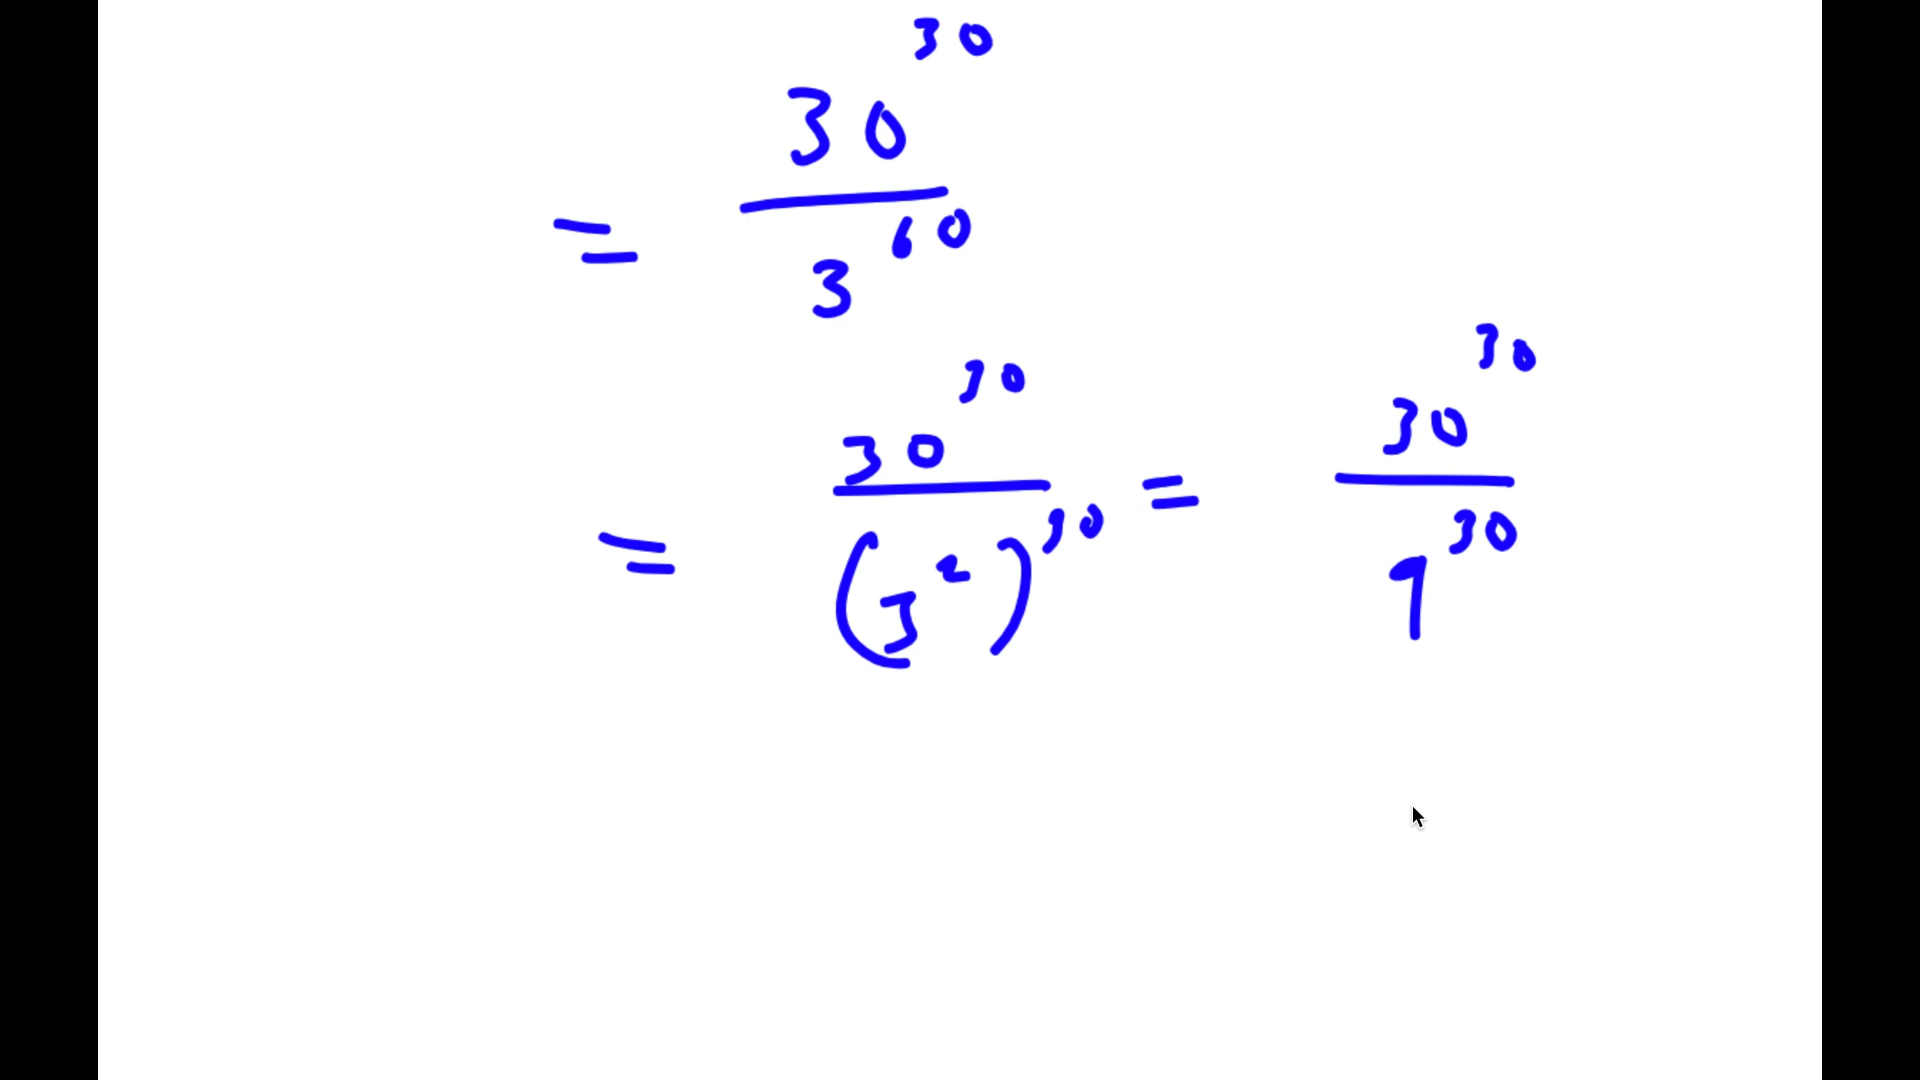 = 30^30 / 3^60
= 30^30 / (3^2)^30 = 30^30 / 9^30